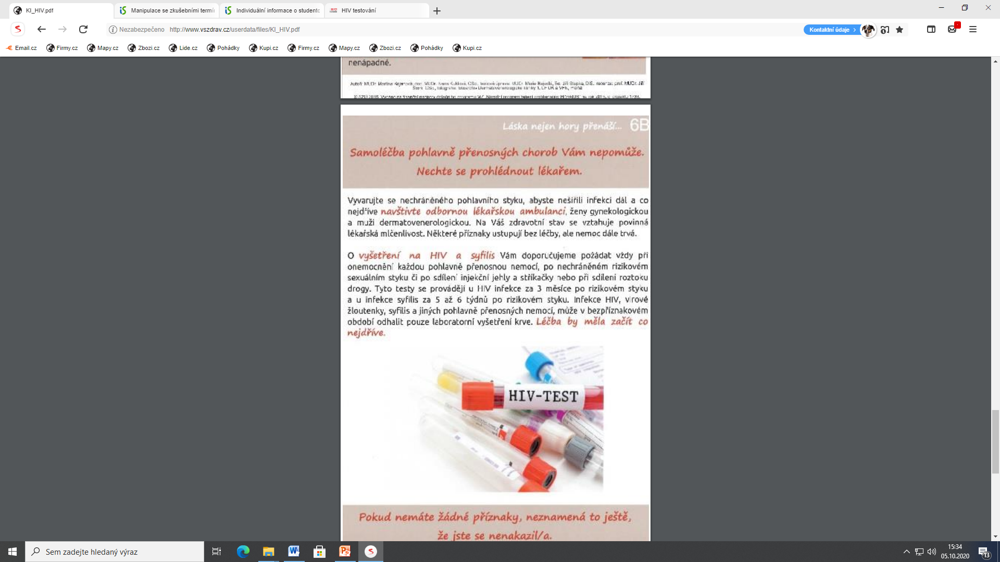 KI_HIV.pdf
Manipulace se zkušebními termín
Individuální informace o studento
HIV testování
Nezabezpečeno http://www.vszdrav.cz/userdata/files/KI_HIV.pdf
Kontaktní údaje
Email.cz Firmy.cz Mapy.cz Zbozi.cz Lide.cz Pohádky Kupi.cz Firmy.cz Mapy.cz Zbozi.cz Pohádky Kupi.cz
nenápadné.
Láska nejen hory přenáší... 6B
Samoléčba pohlavně přenosných chorob Vám nepomůže.
Nechte se prohlédnout lékařem.
Vyvarujte se nechráněného pohlavního styku, abyste nešířili infekci dál a co
nejdříve navštivte odbornou lékařskou ambulanci, ženy gynekologickou
a muži dermatovenerologickou. Na Váš zdravotní stav se vztahuje povinná
lékařská mlčenlivost. Některé příznaky ustupují bez léčby, ale nemoc dále trvá.
O vyšetření na HIV a syfilis Vám doporučujeme požádat vždy při
onemocnění každou pohlavně přenosnou nemocí, po nechráněném rizikovém
sexuálním styku či po sdílení injekční jehly a stříkačky nebo při sdílení roztoku
drogy. Tyto testy se provádějí u HIV infekce za 3 měsíce po rizikovém styku
a u infekce syfilis za 5 až 6 týdnů po rizikovém styku. Infekce HIV, virové
žloutenky, syfilis a jiných pohlavně přenosných nemocí, může v bezpříznakovém
období odhalit pouze laboratorní vyšetření krve. Léčba by měla začít co
nejdříve.
HIV-TEST
Pokud nemáte žádné příznaky, neznamená to ještě,
že jste se nenakazil/a.
Sem zadejte hledaný výraz
15:34
05.10.2020
13